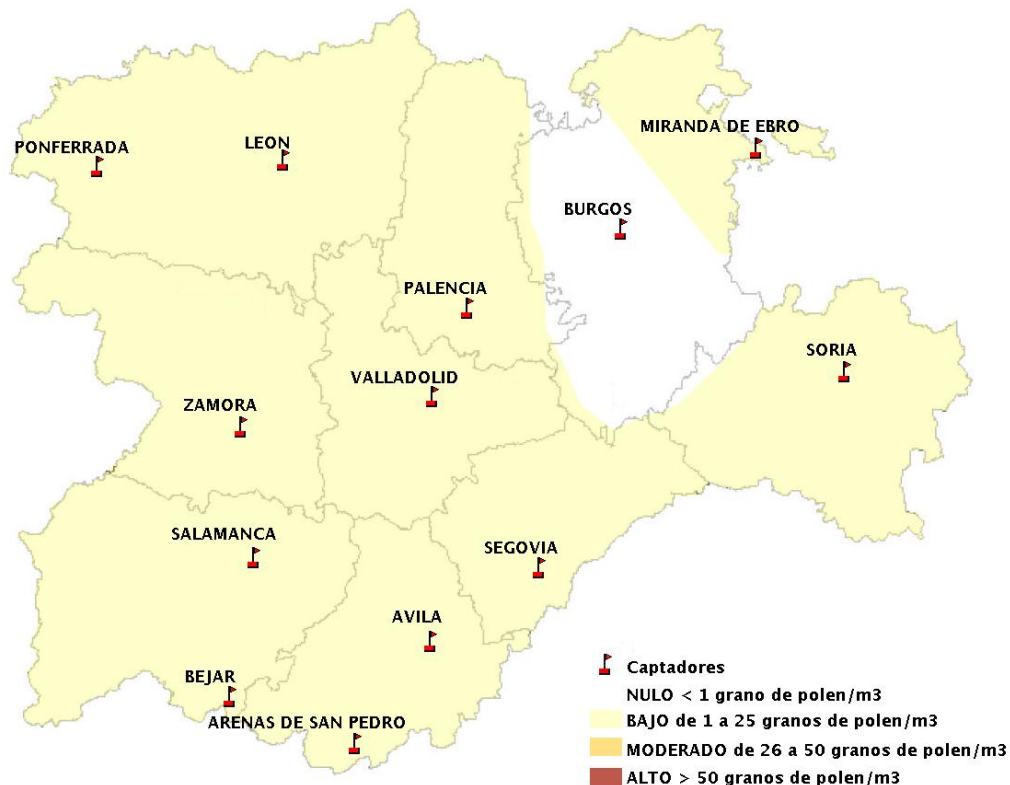 MIRANDA DE EBRO
PONFERRADA
LEON
BURGOS
PALENCIA
SORIA
VALLADOLID
ZAMORA
SALAMANCA
SEGOVIA
AVILA
BEJAR
ARENAS DE SAN PEDRO
Captadores
NULO < 1 grano de polen/m3
BAJO de 1 a 25 granos de polen/m3
MODERADO de 26 a 50 granos de polen/m3
ALTO > 50 granos de polen/m3